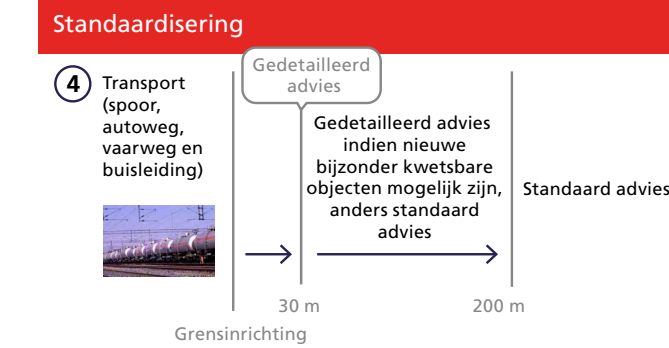 Standaardisering
4
Transport
(spoor,
autoweg,
vaarweg en
buisleiding)
Gedetailleerd
advies
Gedetailleerd advies
indien nieuwe
bijzonder kwetsbare
objecten mogelijk zijn,
anders standaard
advies
Standaard advies
30 m
200 m
Grensinrichting